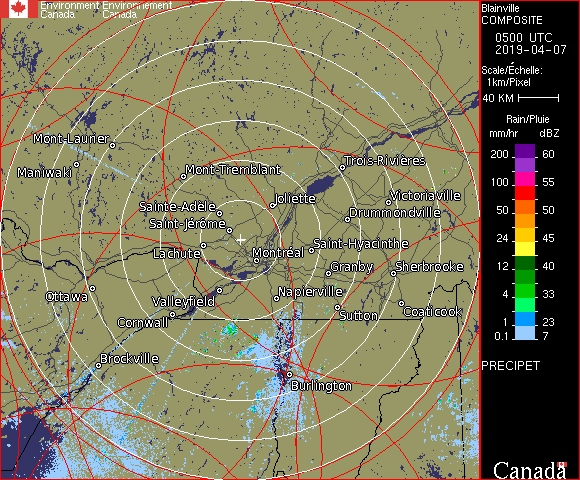 Environment Environnement
Canada Canada
Blainville
COMPOSITE
0500 UTC
2019-04-07
Scale/Échelle:
1km/Pixel
40 KM
Rain/Pluie
mm/hr dBZ
200 60
100 55
50 50
24 45
12 40
4 33
1 23
0.1 7
PRECIPET
Mont-Laurier
Maniwaki
Mont-Tremblant
Trois-Rivières
Joliette
Victoriaville
Sainte-Adèle
Drummondville
Saint-Jérôme
Saint-Hyacinthe
Lachute
Montréal
Granby
Sherbrooke
Ottawa
Valleyfield
Napierville
Cornwall
Sutton
Coaticook
Brockville
Burlington
Canada